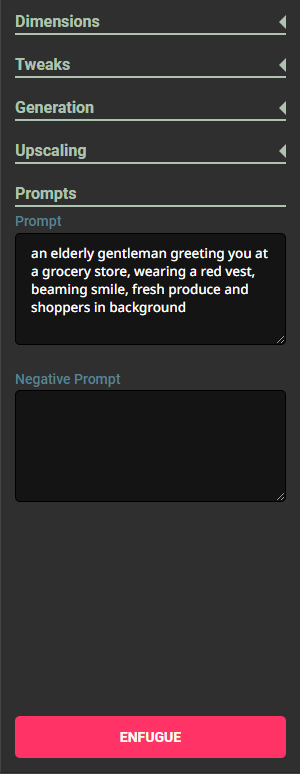 Dimensions
Tweaks
Generation
Upscaling
Prompts
Prompt
an elderly gentleman greeting you at
a grocery store, wearing a red vest,
beaming smile, fresh produce and
shoppers in background
Negative Prompt
ENFUGUE